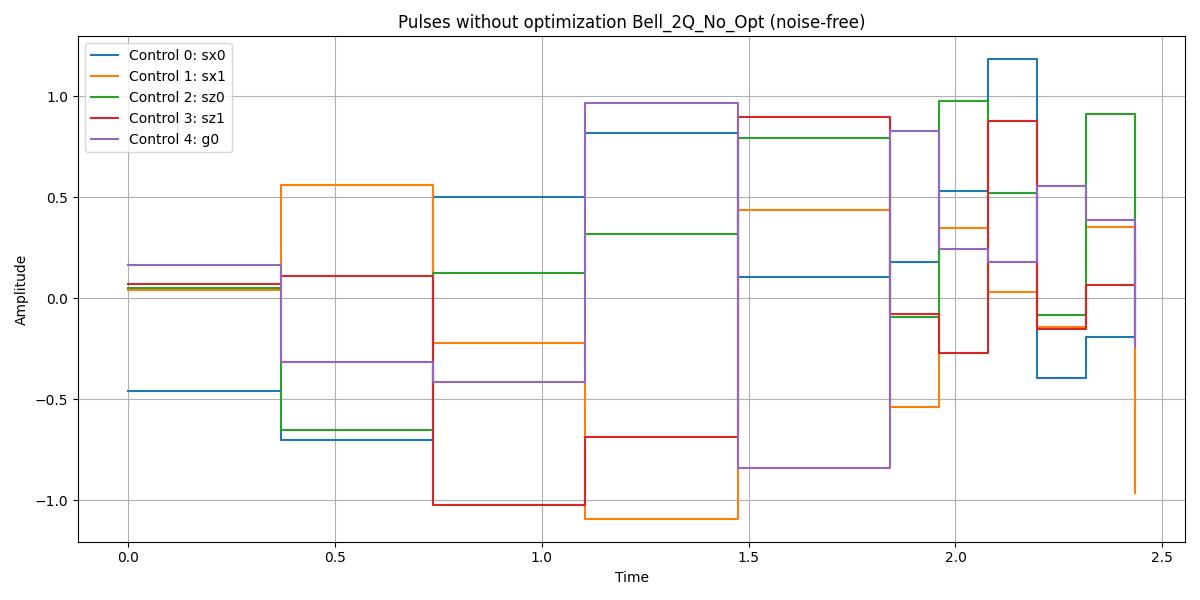 Pulses without optimization Bell_2Q_No_Opt (noise-free)
Control 0: sx0
Control 1: sx1
Control 2: sz0
Control 3: sz1
Control 4: g0
Amplitude
1.0
0.5
0.0
−0.5
−1.0
0.0 0.5 1.0 1.5 2.0 2.5
Time